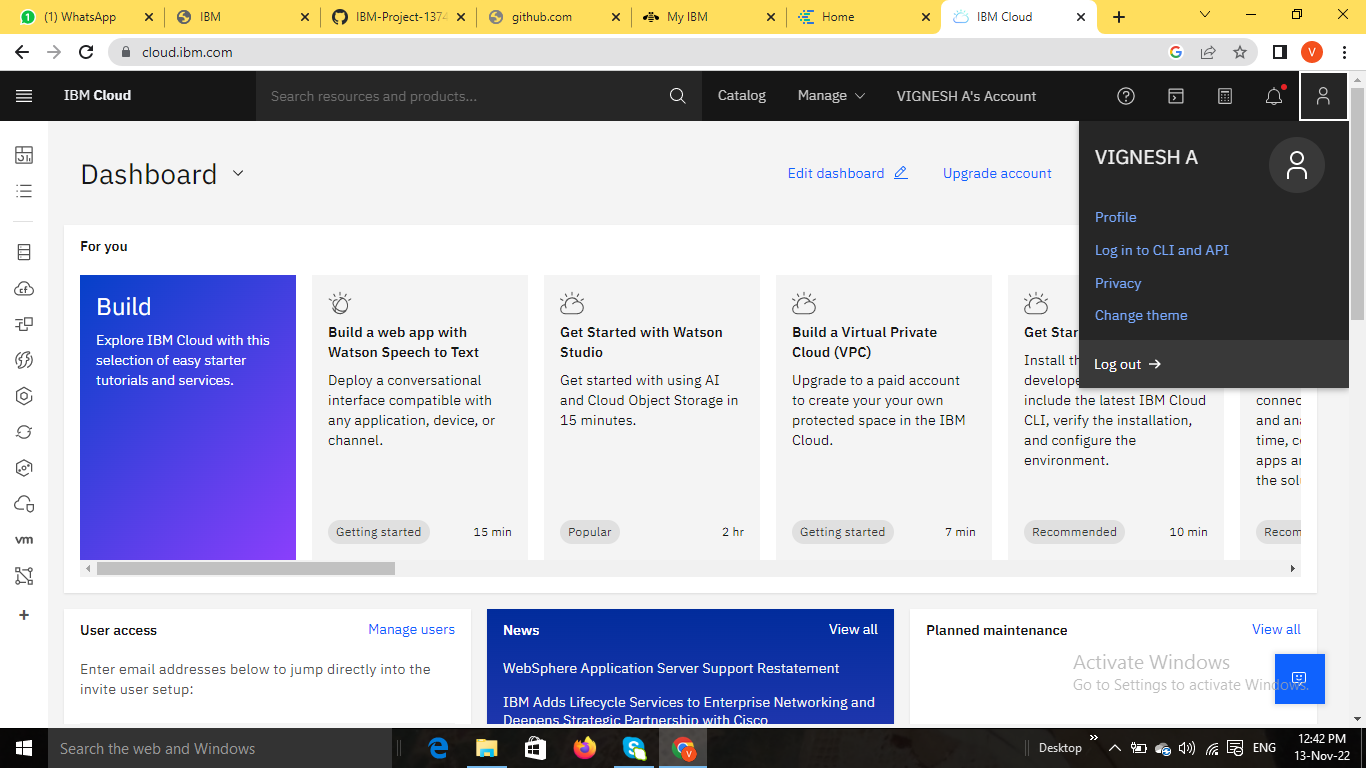 (1) WhatsApp
IBM
IBM-Project-1374
github.com
My IBM
Home
IBM Cloud
cloud.ibm.com
V
IBM Cloud
Search resources and products...
Catalog
Manage
VIGNESH A's Account
Dashboard
Edit dashboard
Upgrade account
VIGNESH A
Profile
Log in to CLI and API
Privacy
Change theme
Log out
For you
Build
Explore IBM Cloud with this
selection of easy starter
tutorials and services.
Build a web app with
Watson Speech to Text
Deploy a conversational
interface compatible with
any application, device, or
channel.
Getting started
15 min
Get Started with Watson
Studio
Get started with using AI
and Cloud Object Storage in
15 minutes.
Popular
2 hr
Build a Virtual Private
Cloud (VPC)
Upgrade to a paid account
to create your your own
protected space in the IBM
Cloud.
Getting started
7 min
Get Star
Install th
develope
include the latest IBM Cloud
CLI, verify the installation,
and configure the
environment.
Recommended
10 min
connec
and ana
time, co
apps an
the solu
Recom
cf
vm
User access
Manage users
Enter email addresses below to jump directly into the
invite user setup:
News
View all
WebSphere Application Server Support Restatement
IBM Adds Lifecycle Services to Enterprise Networking and
Deepens Strategic Partnership with Cisco
Planned maintenance
View all
Activate Windows
Go to Settings to activate Windows.
Search the web and Windows
Desktop
ENG
12:42 PM
13-Nov-22